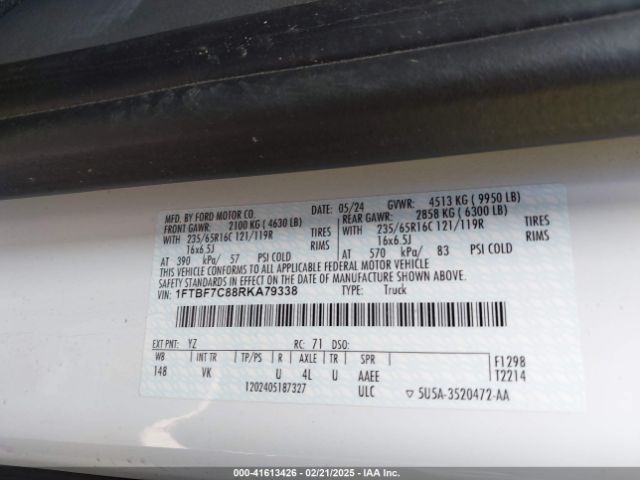 MFD. BY FORD MOTOR CO. 05/24 GVWR: 4513 KG (9950 LB)
FRONT GAWR: 2100 KG (4630 LB) REAR GAWR: 2858 KG (6300 LB)
WITH 235/65R16C 121/119R TIRES WITH 235/65R16C 121/119R TIRES
16x6.5J RIMS 16x6.5J RIMS
AT 390 kPa/ 57 PSI COLD AT 570 kPa/ 83 PSI COLD
THIS VEHICLE CONFORMS TO ALL APPLICABLE FEDERAL MOTOR VEHICLE
SAFETY STANDARDS IN EFFECT ON THE DATE OF MANUFACTURE SHOWN ABOVE.
VIN: 1FTBF7C88RKA79338 TYPE: Truck
EXT PNT: YZ RC: 71 DSO:
WB INT TR TP/PS R AXLE TR SPR F1298
148 VK U 4L U AAEE T2214
1202405187327 ULC ▽ 5U5A-3520472-AA
000-41613426 - 02/21/2025 - IAA Inc.